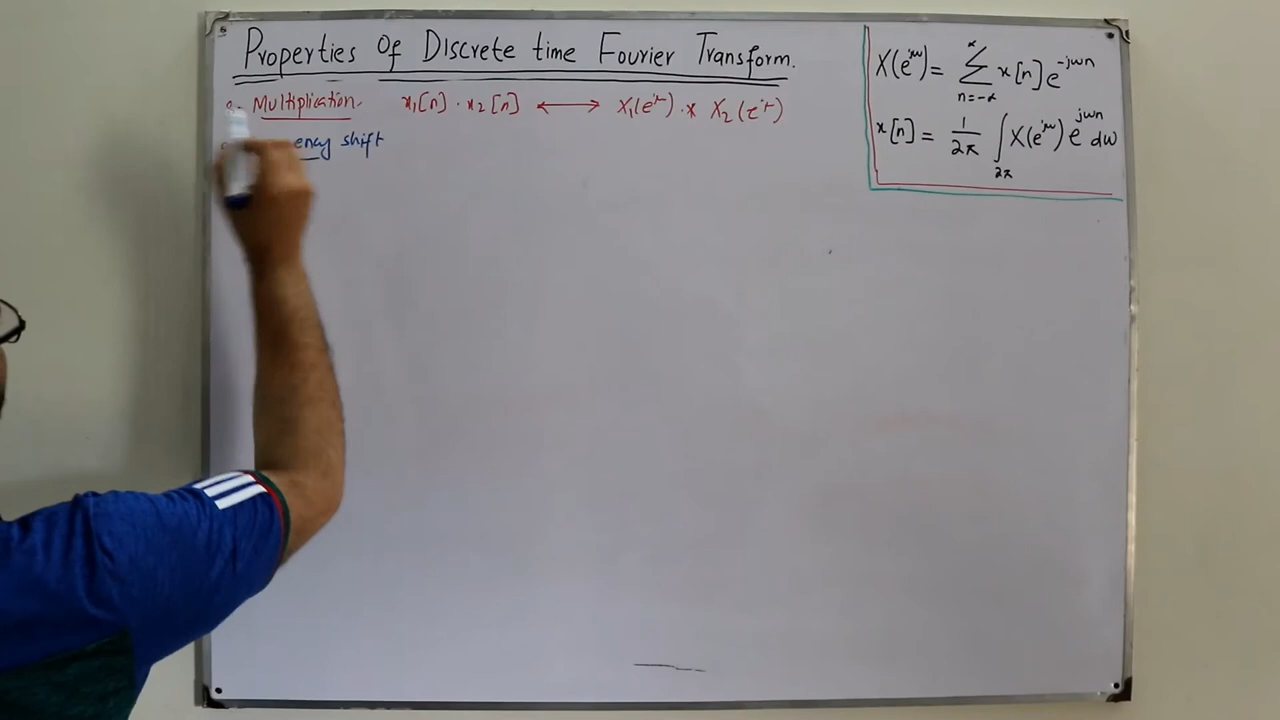 Properties Of Discrete time Fourier Transform.
Multiplication. x₁[n] · x₂[n] ⟷ X₁(e^jω) · * X₂(e^jω)
shift
X(e^jω) = ∑ x[n] e^-jωn
n=-∞ ∞
x[n] = 1/2π ∫ X(e^jω) e^jωn dω
2π